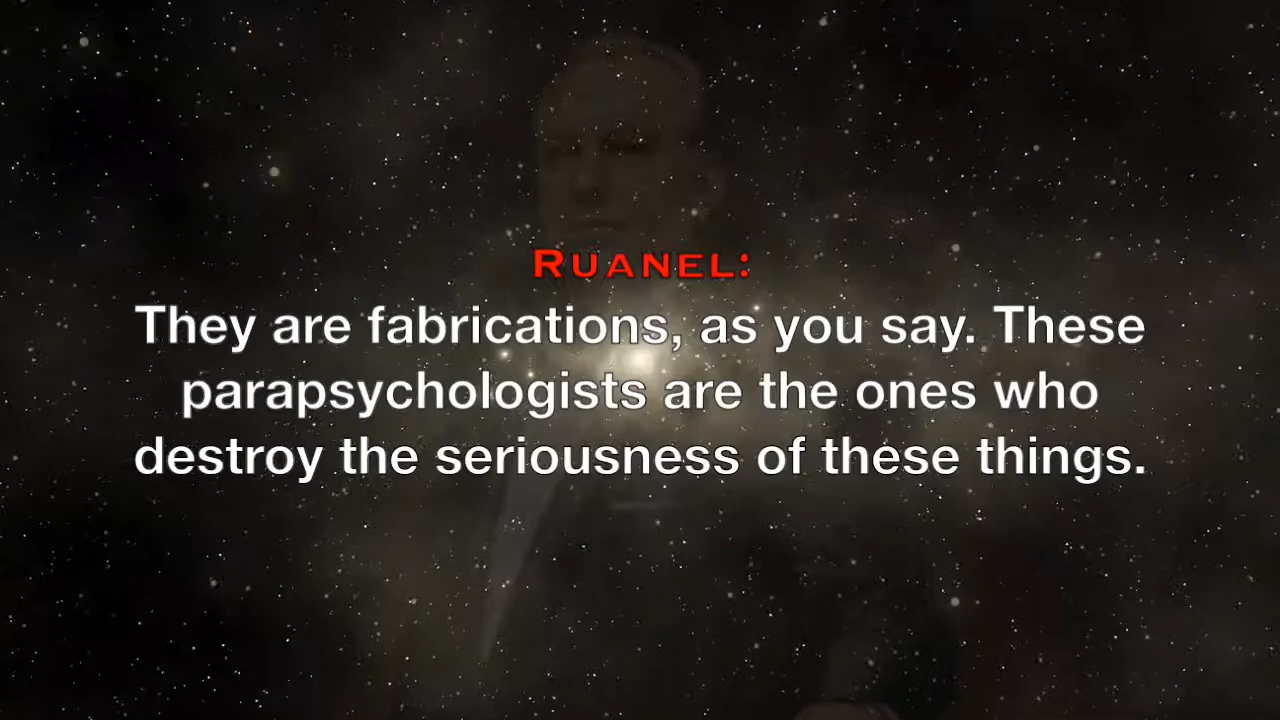 RUANEL:
They are fabrications, as you say. These
parapsychologists are the ones who
destroy the seriousness of these things.